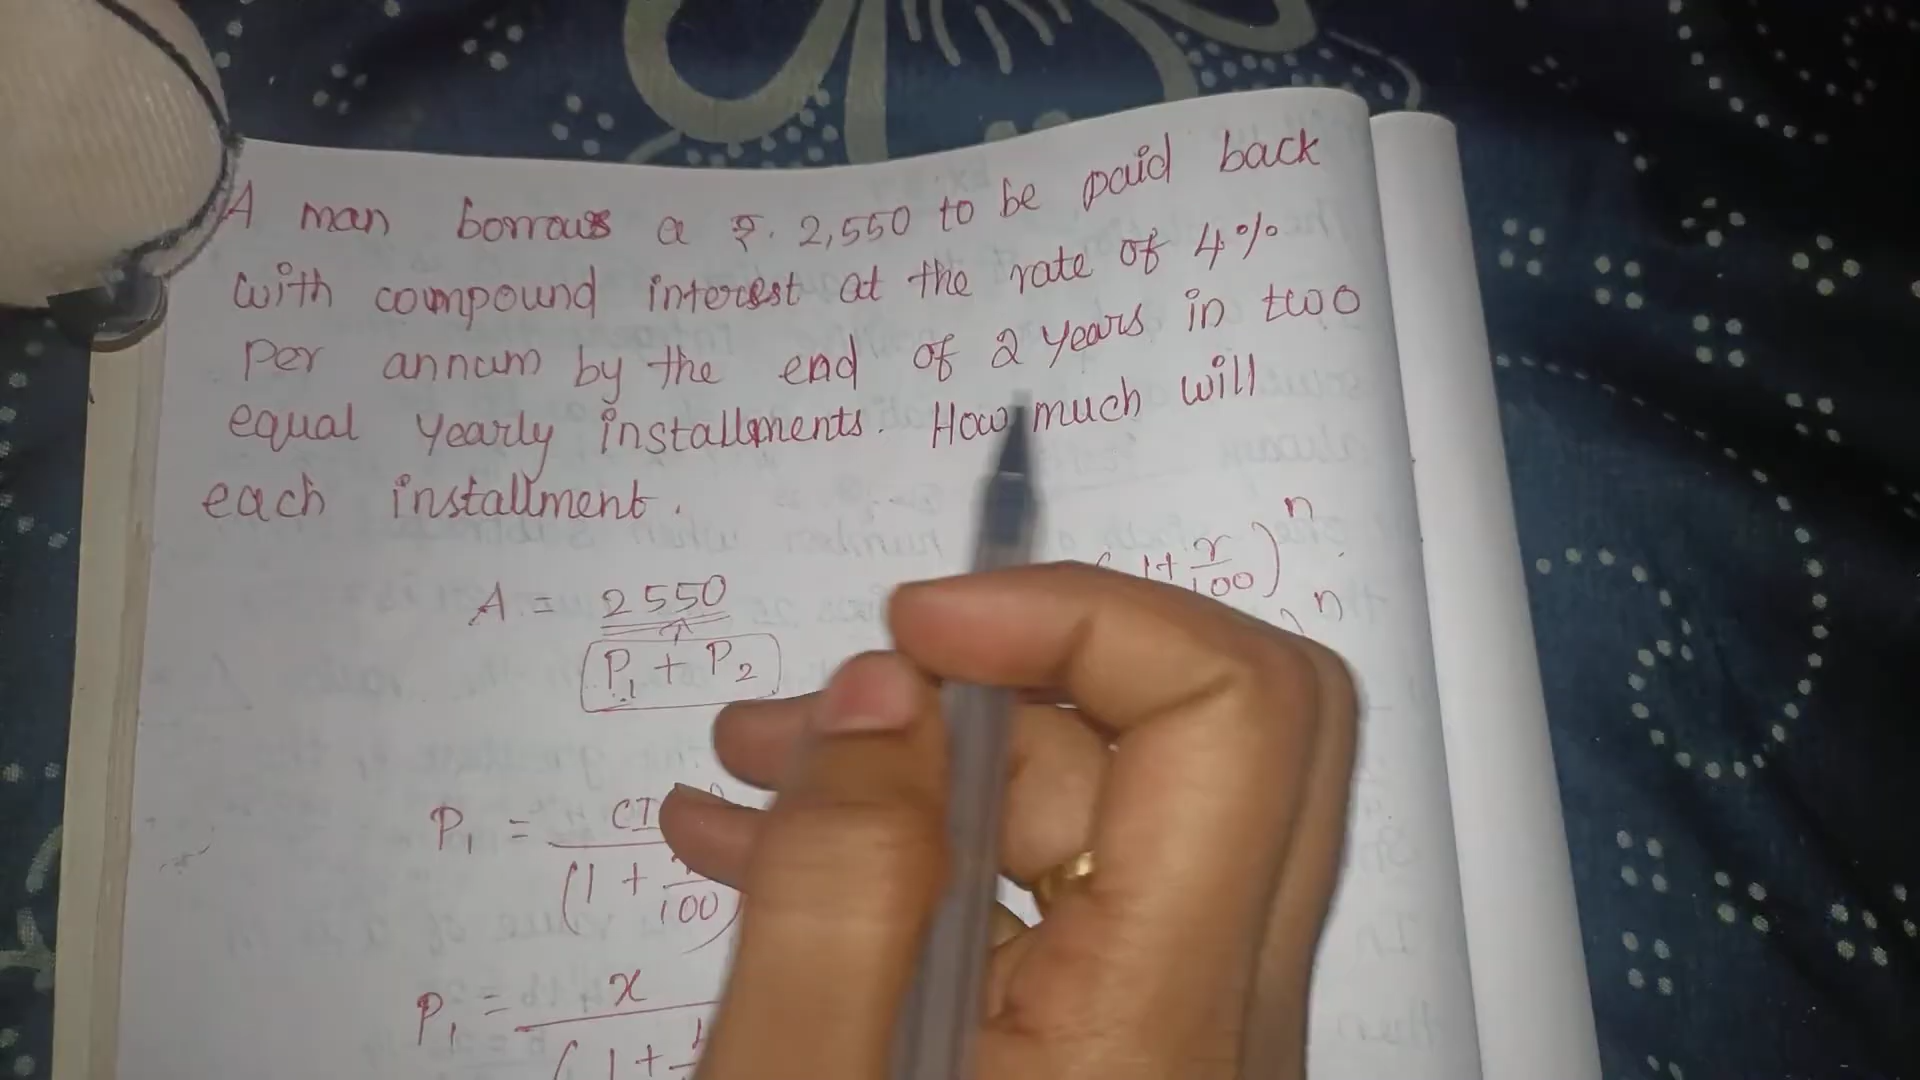 A man borrows a ₹. 2,550 to be paid back
with compound interest at the rate of 4%
Per annum by the end of 2 years in two
equal yearly installments. How much will
each installment.
A = 2550
P₁ + P₂
1+ r/100)ⁿ
)ⁿ
P₁ = CI
(1 + /100)
P₁ = x
(1+